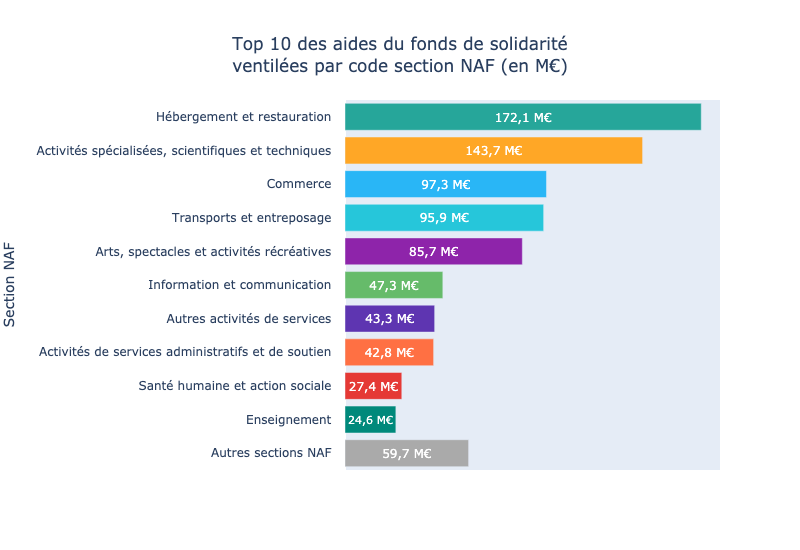 Top 10 des aides du fonds de solidarité
ventilées par code section NAF (en M€)
Section NAF
Hébergement et restauration 172,1 M€
Activités spécialisées, scientifiques et techniques 143,7 M€
Commerce 97,3 M€
Transports et entreposage 95,9 M€
Arts, spectacles et activités récréatives 85,7 M€
Information et communication 47,3 M€
Autres activités de services 43,3 M€
Activités de services administratifs et de soutien 42,8 M€
Santé humaine et action sociale 27,4 M€
Enseignement 24,6 M€
Autres sections NAF 59,7 M€